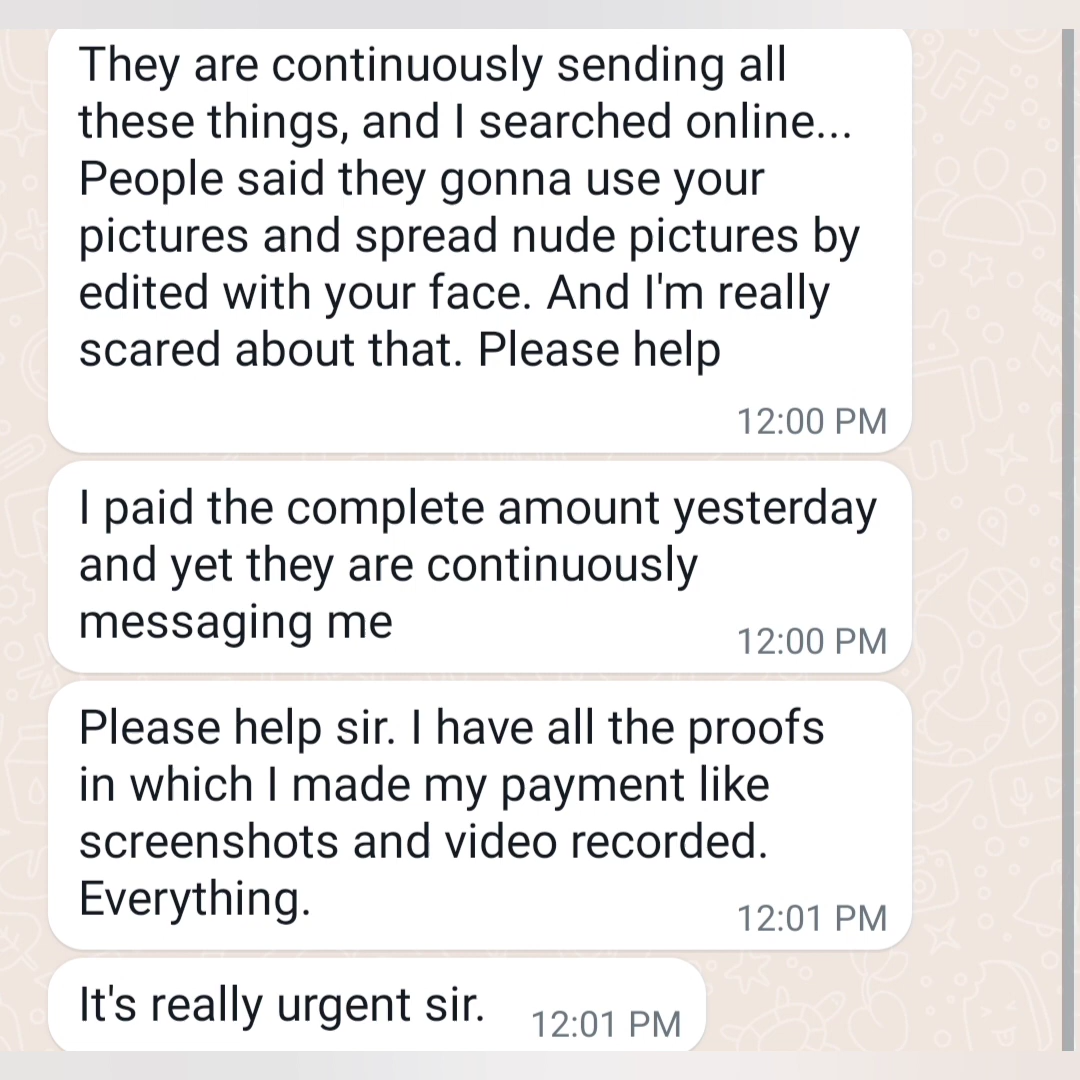 They are continuously sending all
these things, and I searched online...
People said they gonna use your
pictures and spread nude pictures by
edited with your face. And I'm really
scared about that. Please help
12:00 PM
I paid the complete amount yesterday
and yet they are continuously
messaging me
12:00 PM
Please help sir. I have all the proofs
in which I made my payment like
screenshots and video recorded.
Everything.
12:01 PM
It's really urgent sir.
12:01 PM